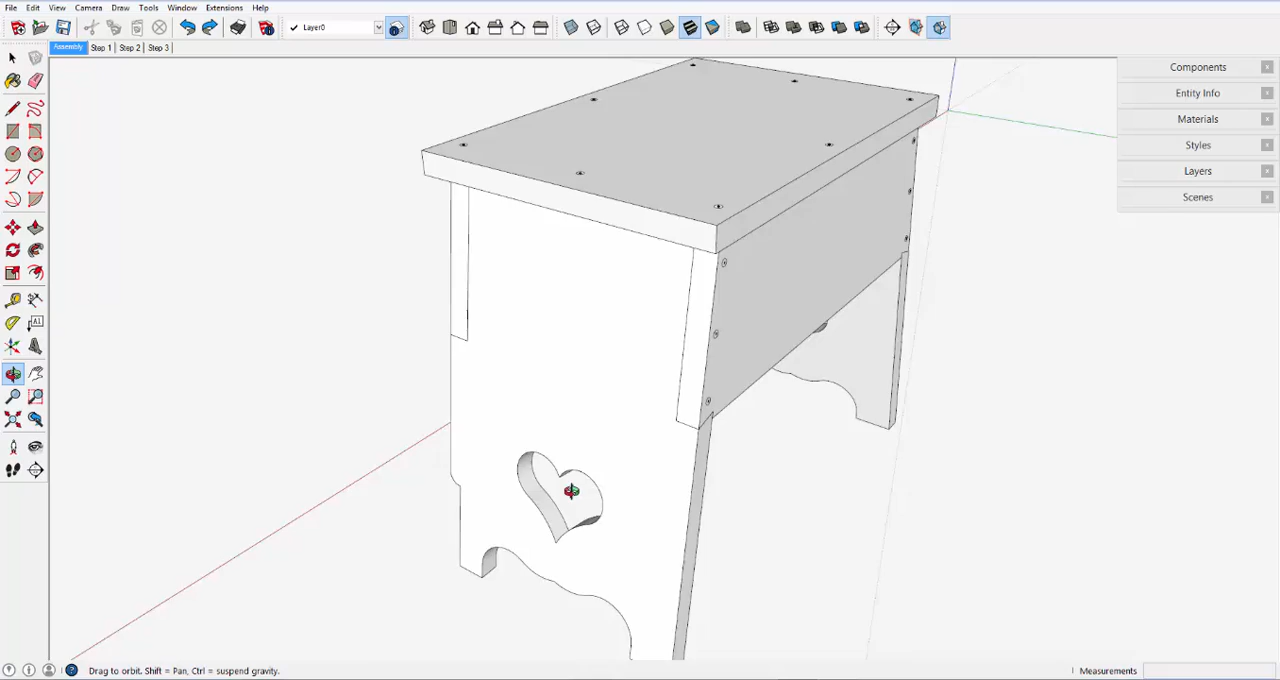 File Edit View Camera Draw Tools Window Extensions Help
Layer0
Assembly Step 1 Step 2 Step 3
Components
Entity Info
Materials
Styles
Layers
Scenes
A1
Drag to orbit. Shift = Pan, Ctrl = suspend gravity.
Measurements